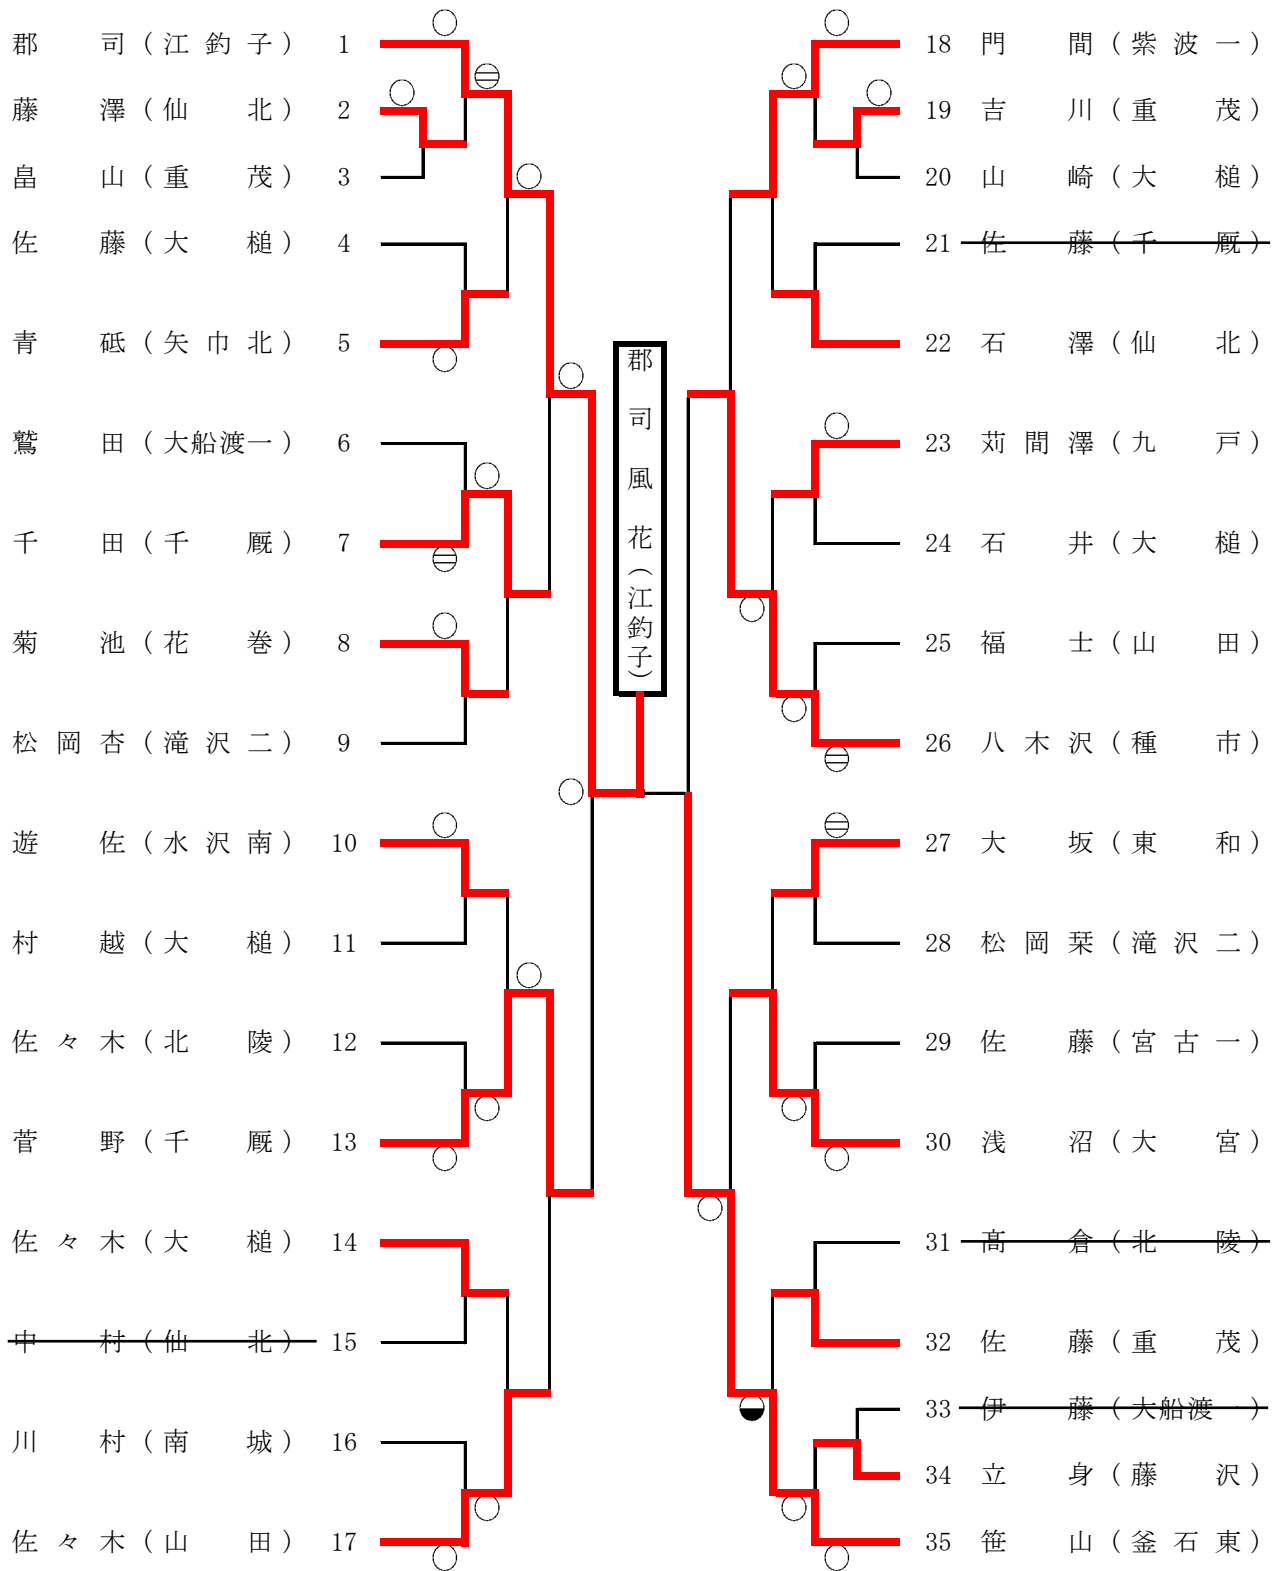 郡司（江釣子） 1
藤澤（仙北） 2
畠山（重茂） 3
佐藤（大槌） 4
青砥（矢巾北） 5
鷲田（大船渡一） 6
千田（千厩） 7
菊池（花巻） 8
松岡杏（滝沢二） 9
遊佐（水沢南） 10
村越（大槌） 11
佐々木（北陵） 12
菅野（千厩） 13
佐々木（大槌） 14
中村（仙北） 15
川村（南城） 16
佐々木（山田） 17
郡司風花（江釣子）
18 門間（紫波一）
19 吉川（重茂）
20 山崎（大槌）
21 佐藤（千厩）
22 石澤（仙北）
23 苅間澤（九戸）
24 石井（大槌）
25 福士（山田）
26 八木沢（種市）
27 大坂（東和）
28 松岡栞（滝沢二）
29 佐藤（宮古一）
30 浅沼（大宮）
31 髙倉（北陵）
32 佐藤（重茂）
33 伊藤（大船渡一）
34 立身（藤沢）
35 笹山（釜石東）